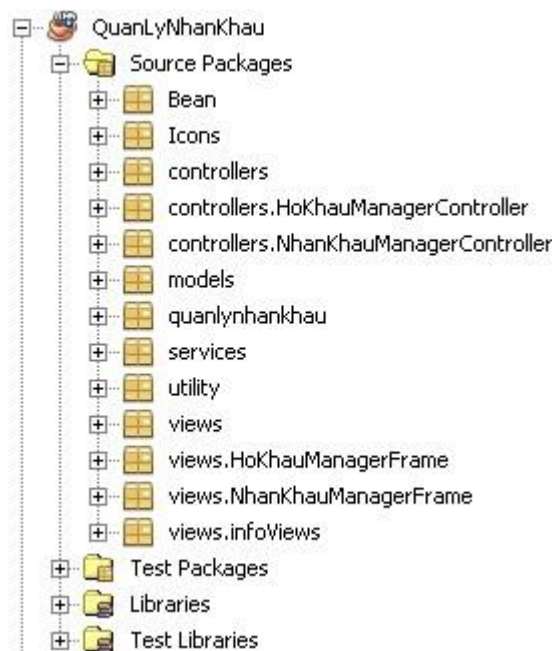 QuanLyNhanKhau
Source Packages
Bean
Icons
controllers
controllers.HoKhauManagerController
controllers.NhanKhauManagerController
models
quanlynhankhau
services
utility
views
views.HoKhauManagerFrame
views.NhanKhauManagerFrame
views.infoViews
Test Packages
Libraries
Test Libraries